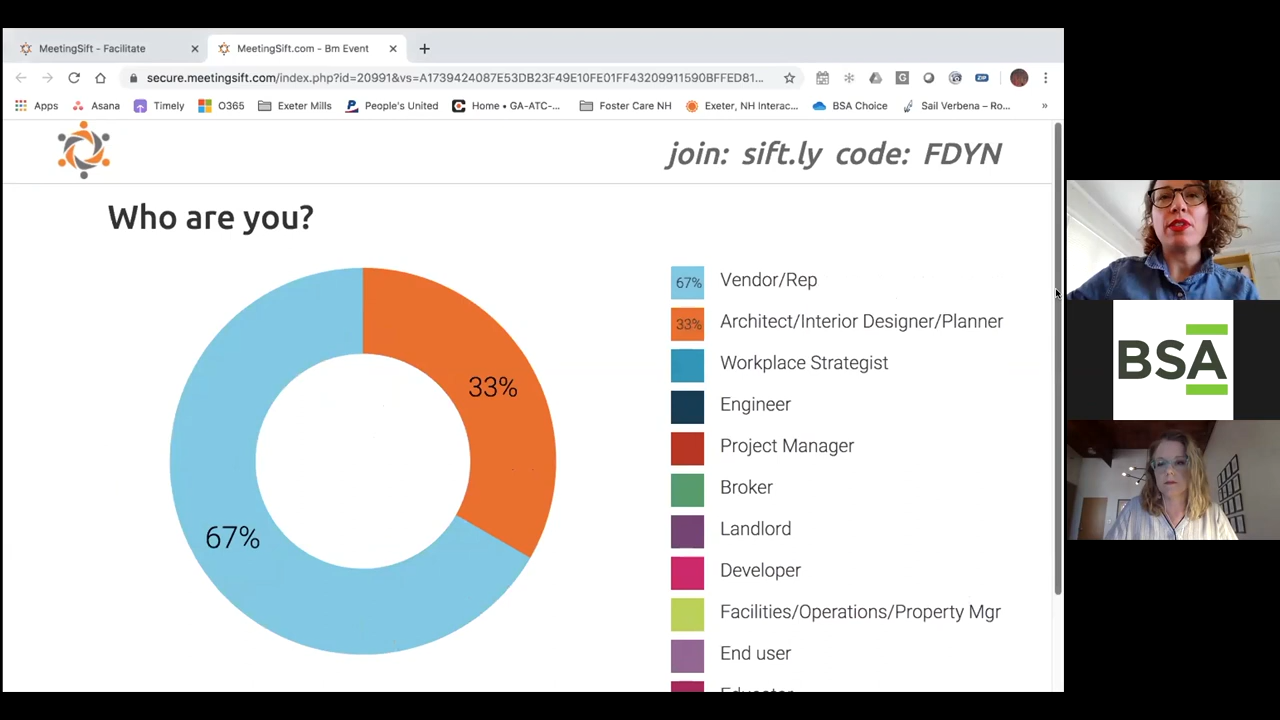 MeetingSift - Facilitate
MeetingSift.com - Bm Event
secure.meetingsift.com/index.php?id=20991&vs=A1739424087E53DB23F49E10FE01FF43209911590BFFED81...
Apps Asana Timely O365 Exeter Mills People's United Home • GA-ATC-... Foster Care NH Exeter, NH Interac... BSA Choice Sail Verbena – Ro... »
join: sift.ly code: FDYN
Who are you?
33%
67%
67% Vendor/Rep
33% Architect/Interior Designer/Planner
Workplace Strategist
Engineer
Project Manager
Broker
Landlord
Developer
Facilities/Operations/Property Mgr
End user
BSA